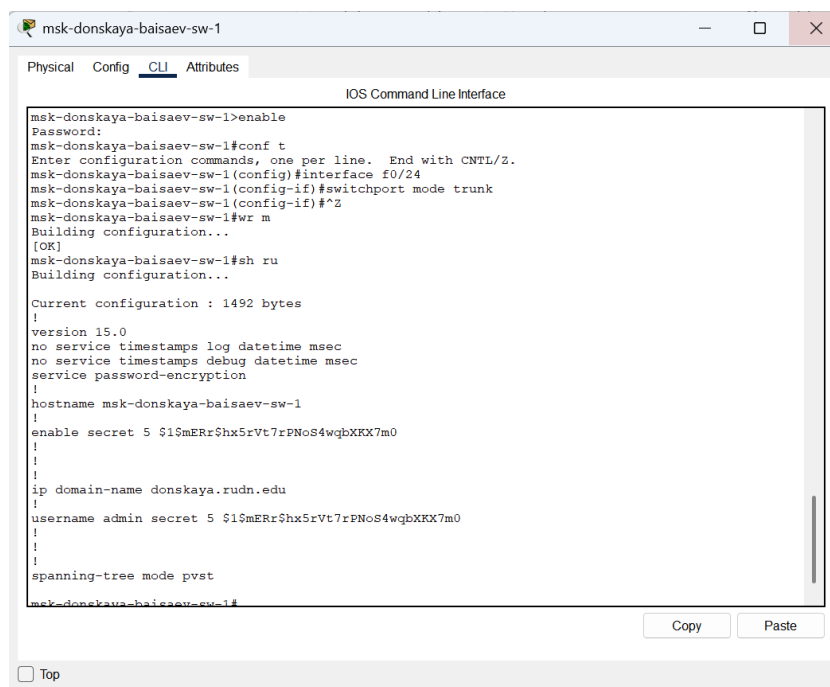 msk-donskaya-baisaev-sw-1
Physical Config CLI Attributes
IOS Command Line Interface
msk-donskaya-baisaev-sw-1>enable
Password:
msk-donskaya-baisaev-sw-1#conf t
Enter configuration commands, one per line.  End with CNTL/Z.
msk-donskaya-baisaev-sw-1(config)#interface f0/24
msk-donskaya-baisaev-sw-1(config-if)#switchport mode trunk
msk-donskaya-baisaev-sw-1(config-if)#^Z
msk-donskaya-baisaev-sw-1#wr m
Building configuration...
[OK]
msk-donskaya-baisaev-sw-1#sh ru
Building configuration...
Current configuration : 1492 bytes
!
version 15.0
no service timestamps log datetime msec
no service timestamps debug datetime msec
service password-encryption
!
hostname msk-donskaya-baisaev-sw-1
!
enable secret 5 $1$mERr$hx5rVt7rPNoS4wqbXKX7m0
!
!
!
ip domain-name donskaya.rudn.edu
!
username admin secret 5 $1$mERr$hx5rVt7rPNoS4wqbXKX7m0
!
!
!
spanning-tree mode pvst
msk-donskaya-baisaev-sw-1#
Copy Paste
Top